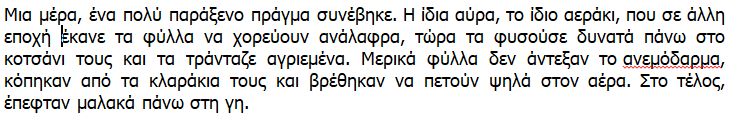 Μια μέρα, ένα πολύ παράξενο πράγμα συνέβηκε. Η ίδια αύρα, το ίδιο αεράκι, που σε άλλη
εποχή έκανε τα φύλλα να χορεύουν ανάλαφρα, τώρα τα φυσούσε δυνατά πάνω στο
κοτσάνι τους και τα τράνταζε αγριεμένα. Μερικά φύλλα δεν άντεξαν το ανεμόδαρμα,
κόπηκαν από τα κλαράκια τους και βρέθηκαν να πετούν ψηλά στον αέρα. Στο τέλος,
έπεφταν μαλακά πάνω στη γη.